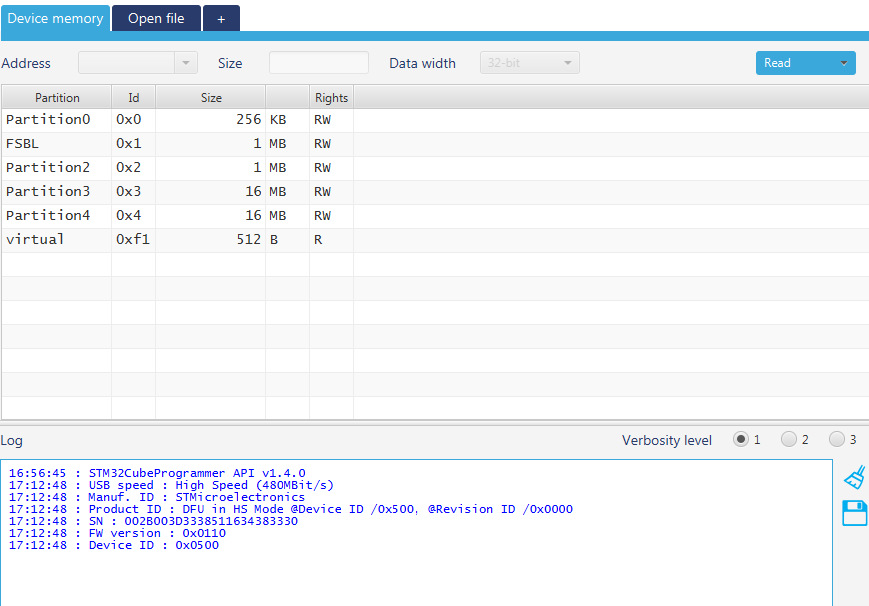 Device memory Open file +
Address Size Data width 32-bit Read
Partition Id Size Rights
Partition0 0x0 256 KB RW
FSBL 0x1 1 MB RW
Partition2 0x2 1 MB RW
Partition3 0x3 16 MB RW
Partition4 0x4 16 MB RW
virtual 0xf1 512 B R
Log Verbosity level 1 2 3
16:56:45 : STM32CubeProgrammer API v1.4.0
17:12:48 : USB speed : High Speed (480MBit/s)
17:12:48 : Manuf. ID : STMicroelectronics
17:12:48 : Product ID : DFU in HS Mode @Device ID /0x500, @Revision ID /0x0000
17:12:48 : SN : 002B003D3338511634383330
17:12:48 : FW version : 0x0110
17:12:48 : Device ID : 0x0500